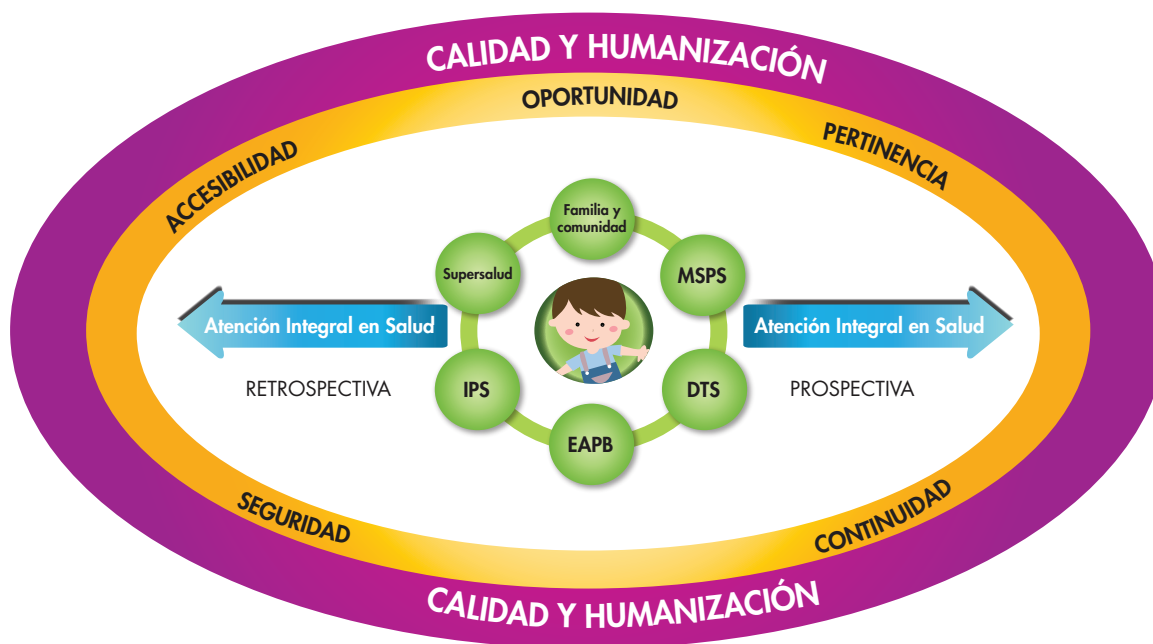 CALIDAD Y HUMANIZACIÓN
OPORTUNIDAD
ACCESIBILIDAD
PERTINENCIA
Familia y
comunidad
Supersalud
MSPS
Atención Integral en Salud
Atención Integral en Salud
RETROSPECTIVA
IPS
DTS
PROSPECTIVA
EAPB
SEGURIDAD
CONTINUIDAD
CALIDAD Y HUMANIZACIÓN